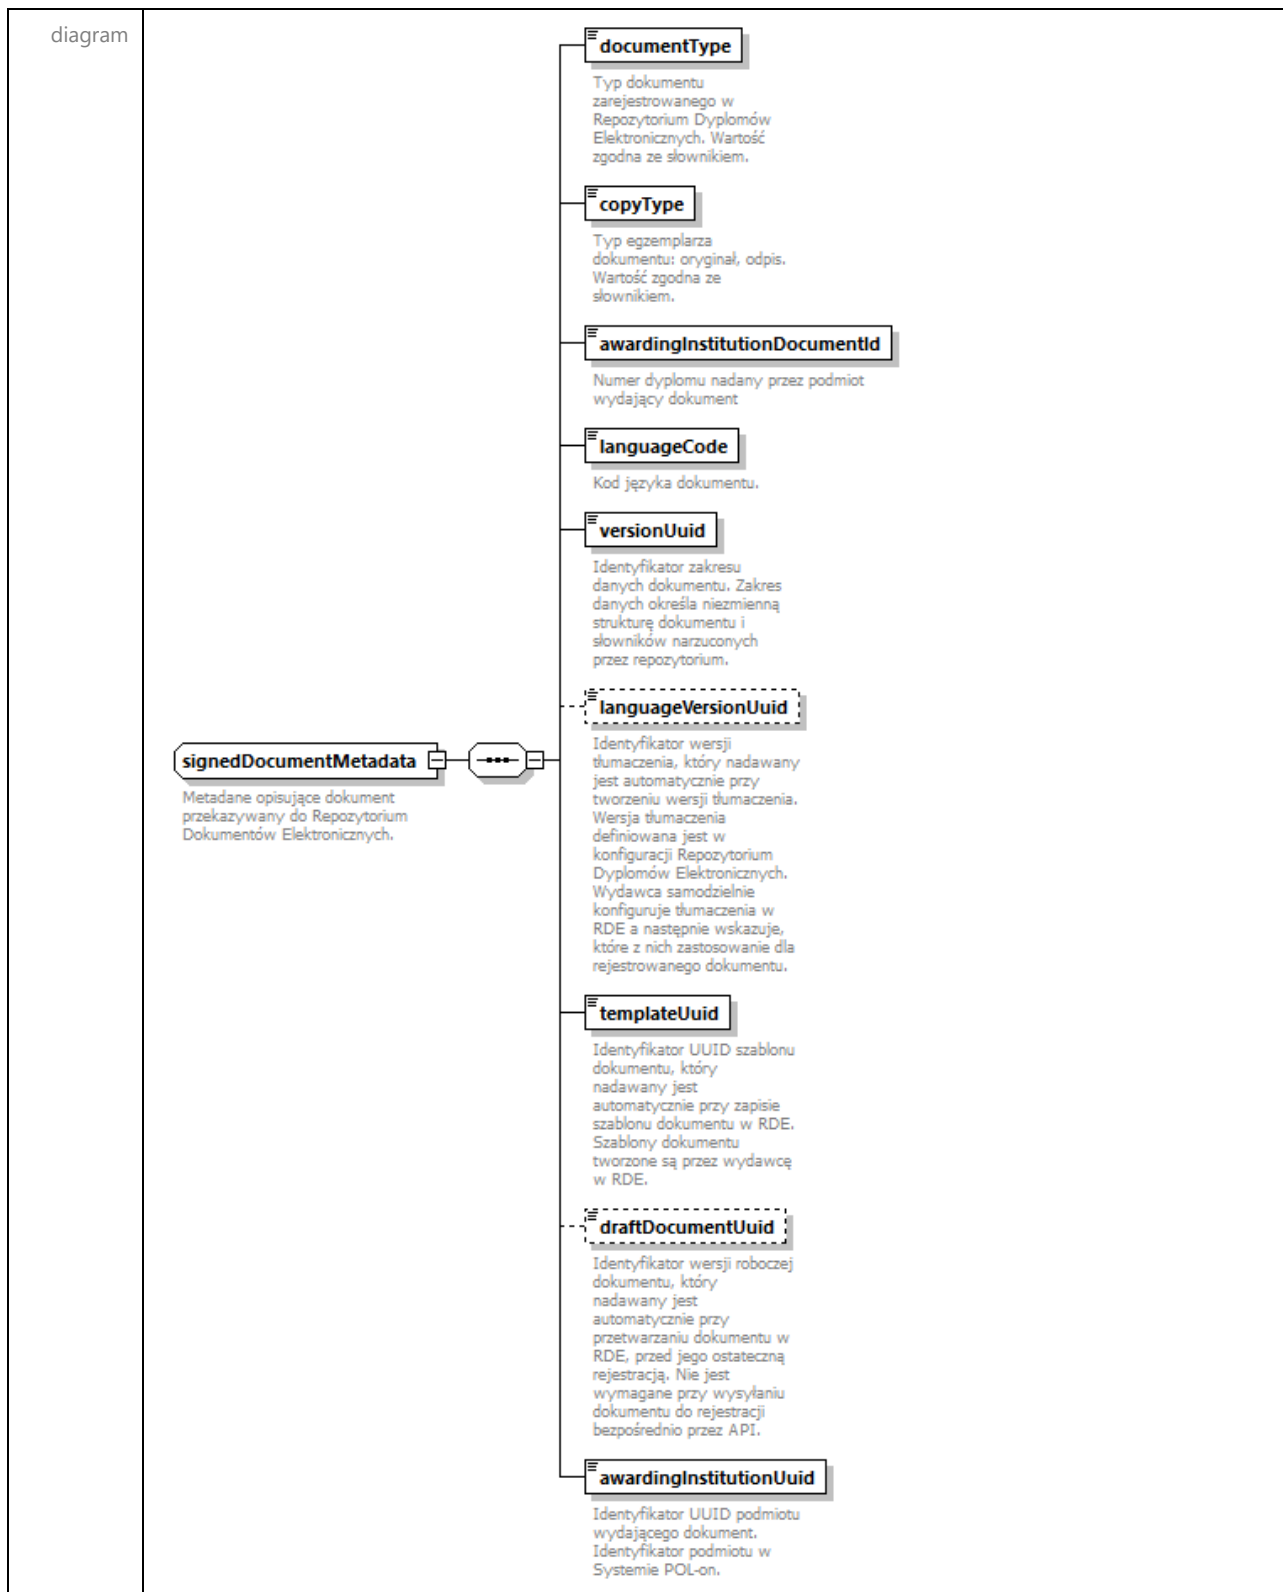 diagram
documentType
Typ dokumentu
zarejestrowanego w
Repozytorium Dyplomów
Elektronicznych. Wartość
zgodna ze słownikiem.
copyType
Typ egzemplarza
dokumentu: oryginał, odpis.
Wartość zgodna ze
słownikiem.
awardingInstitutionDocumentId
Numer dyplomu nadany przez podmiot
wydający dokument
languageCode
Kod języka dokumentu.
versionUuid
Identyfikator zakresu
danych dokumentu. Zakres
danych określa niezmienną
strukturę dokumentu i
słowników narzuconych
przez repozytorium.
languageVersionUuid
Identyfikator wersji
tłumaczenia, który nadawany
jest automatycznie przy
tworzeniu wersji tłumaczenia.
Wersja tłumaczenia
definiowana jest w
konfiguracji Repozytorium
Dyplomów Elektronicznych.
Wydawca samodzielnie
konfiguruje tłumaczenia w
RDE a następnie wskazuje,
które z nich zastosowanie dla
rejestrowanego dokumentu.
signedDocumentMetadata
Metadane opisujące dokument
przekazywany do Repozytorium
Dokumentów Elektronicznych.
templateUuid
Identyfikator UUID szablonu
dokumentu, który
nadawany jest
automatycznie przy zapisie
szablonu dokumentu w RDE.
Szablony dokumentu
tworzone są przez wydawcę
w RDE.
draftDocumentUuid
Identyfikator wersji roboczej
dokumentu, który
nadawany jest
automatycznie przy
przetwarzaniu dokumentu w
RDE, przed jego ostateczną
rejestracją. Nie jest
wymagane przy wysyłaniu
dokumentu do rejestracji
bezpośrednio przez API.
awardingInstitutionUuid
Identyfikator UUID podmiotu
wydającego dokument.
Identyfikator podmiotu w
Systemie POL-on.